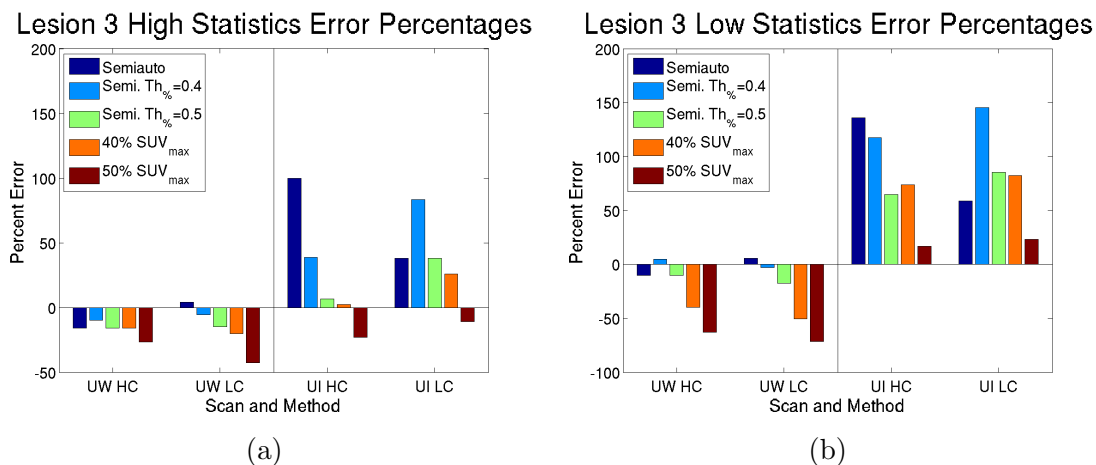 Lesion 3 High Statistics Error Percentages
200
150
100
50
0
-50
Percent Error
Semiauto
Semi. Th%=0.4
Semi. Th%=0.5
40% SUVmax
50% SUVmax
UW HC
UW LC
UI HC
UI LC
Scan and Method
(a)
Lesion 3 Low Statistics Error Percentages
200
150
100
50
0
-50
-100
Percent Error
Semiauto
Semi. Th%=0.4
Semi. Th%=0.5
40% SUVmax
50% SUVmax
UW HC
UW LC
UI HC
UI LC
Scan and Method
(b)